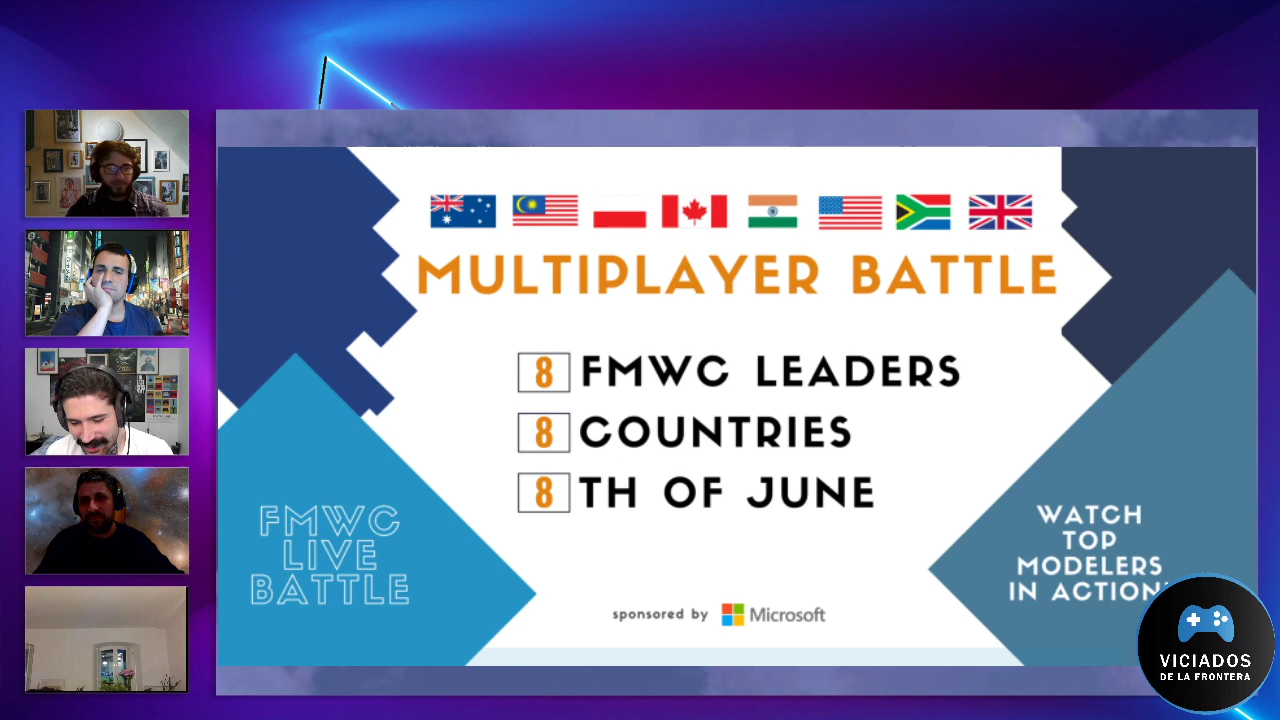 MULTIPLAYER BATTLE
8 FMWC LEADERS
8 COUNTRIES
8 TH OF JUNE
FMWC
LIVE
BATTLE
WATCH
TOP
MODELERS
IN ACTION
sponsored by Microsoft
VICIADOS
DE LA FRONTERA